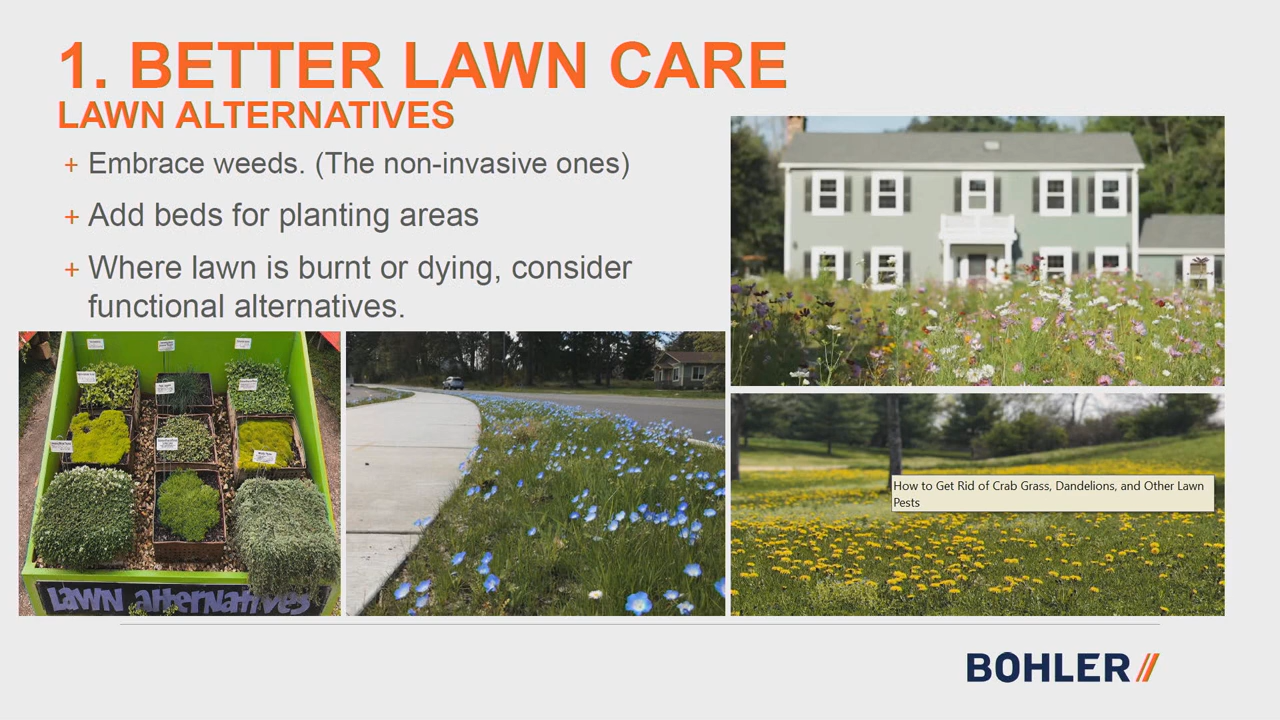 1. BETTER LAWN CARE
LAWN ALTERNATIVES
+ Embrace weeds. (The non-invasive ones)
+ Add beds for planting areas
+ Where lawn is burnt or dying, consider
functional alternatives.
How to Get Rid of Crab Grass, Dandelions, and Other Lawn
Pests
Lawn alternatives
BOHLER//